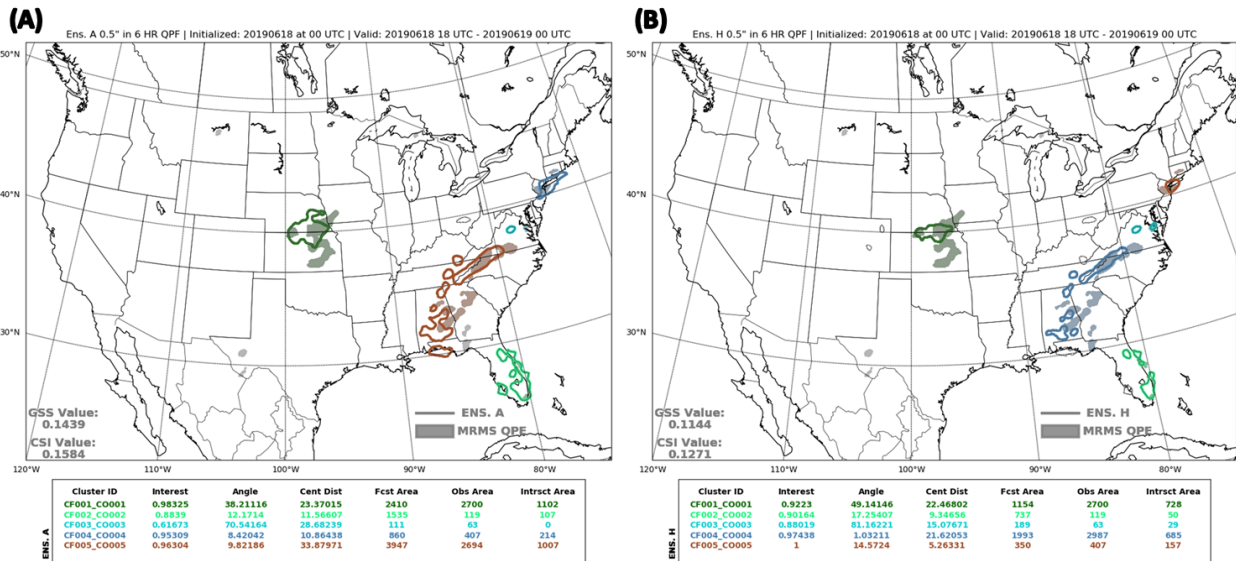 (A)
Ens. A 0.5" in 6 HR QPF | Initialized: 20190618 at 00 UTC | Valid: 20190618 18 UTC - 20190619 00 UTC
50°N
40°N
30°N
GSS Value:
0.1439
CSI Value:
0.1584
ENS. A
MRMS QPF
120°W 110°W 100°W 90°W 80°W
Cluster ID Interest Angle Cent Dist Fcst Area Obs Area Intrsct Area
CF001_CO001 0.98325 38.21116 23.37015 2410 2700 1102
CF002_CO002 0.8839 12.1714 11.56607 1535 119 107
CF003_CO003 0.61673 70.54164 28.68239 111 63 0
CF004_CO004 0.95309 8.42042 10.86438 860 407 214
CF005_CO005 0.96304 9.82186 33.87971 3947 2694 1007
ENS. A
(B)
Ens. H 0.5" in 6 HR QPF | Initialized: 20190618 at 00 UTC | Valid: 20190618 18 UTC - 20190619 00 UTC
50°N
40°N
30°N
GSS Value:
0.1144
CSI Value:
0.1271
ENS. H
MRMS QPF
120°W 110°W 100°W 90°W 80°W
Cluster ID Interest Angle Cent Dist Fcst Area Obs Area Intrsct Area
CF001_CO001 0.9223 49.14146 22.46802 1154 2700 728
CF002_CO002 0.90164 17.25407 9.34656 737 119 50
CF003_CO003 0.88019 81.16221 15.07671 189 63 29
CF004_CO004 0.97438 1.03211 21.62053 1993 2987 685
CF005_CO005 1 14.5724 5.26331 350 407 157
ENS. H